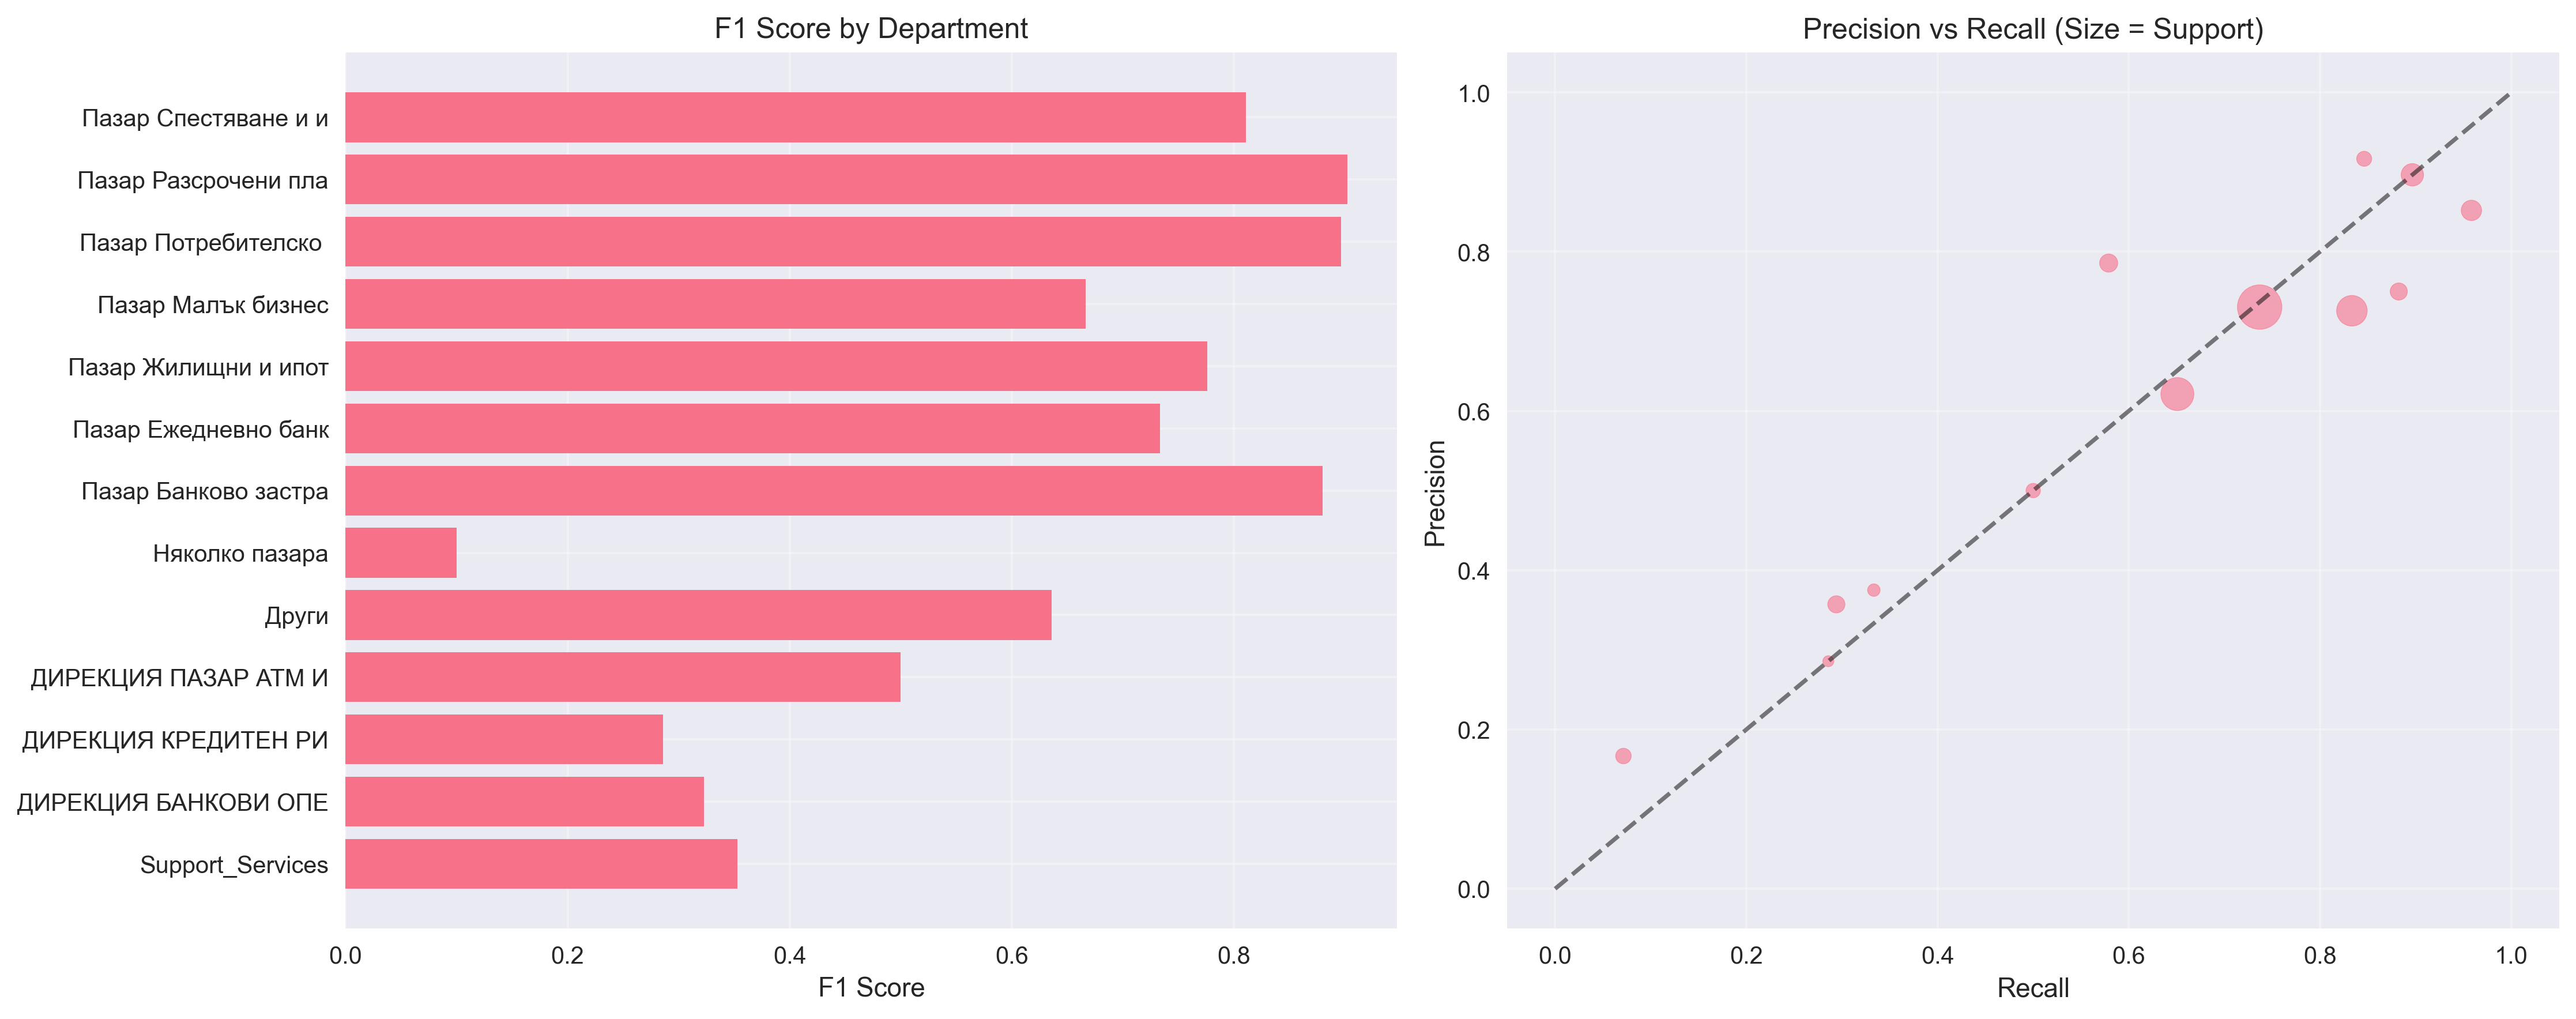 F1 Score by Department
Пазар Спестяване и и
Пазар Разсрочени пла
Пазар Потребителско
Пазар Малък бизнес
Пазар Жилищни и ипот
Пазар Ежедневно банк
Пазар Банково застра
Няколко пазара
Други
ДИРЕКЦИЯ ПАЗАР АТМ И
ДИРЕКЦИЯ КРЕДИТЕН РИ
ДИРЕКЦИЯ БАНКОВИ ОПЕ
Support_Services
0.0 0.2 0.4 0.6 0.8
F1 Score
Precision vs Recall (Size = Support)
1.0
0.8
0.6
0.4
0.2
0.0
Precision
0.0 0.2 0.4 0.6 0.8 1.0
Recall